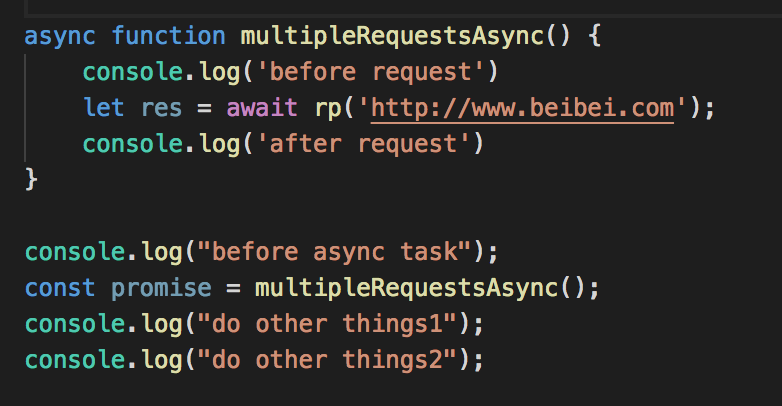 async function multipleRequestsAsync() {
    console.log('before request')
    let res = await rp('http://www.beibei.com');
    console.log('after request')
}
console.log("before async task");
const promise = multipleRequestsAsync();
console.log("do other things1");
console.log("do other things2");